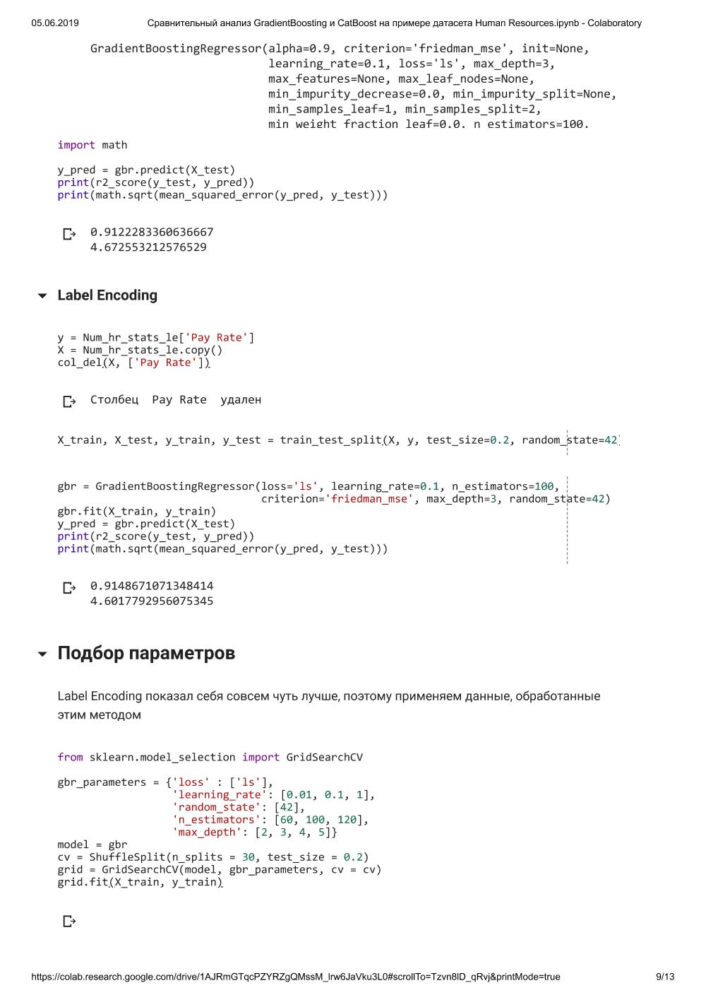 05.06.2019 Сравнительный анализ GradientBoosting и CatBoost на примере датасета Human Resources.ipynb - Colaboratory
GradientBoostingRegressor(alpha=0.9, criterion='friedman_mse', init=None,
learning_rate=0.1, loss='ls', max_depth=3,
max_features=None, max_leaf_nodes=None,
min_impurity_decrease=0.0, min_impurity_split=None,
min_samples_leaf=1, min_samples_split=2,
min_weight_fraction_leaf=0.0, n_estimators=100,
import math
y_pred = gbr.predict(X_test)
print(r2_score(y_test, y_pred))
print(math.sqrt(mean_squared_error(y_pred, y_test)))
0.9122283360636667
4.672553212576529
Label Encoding
y = Num_hr_stats_le['Pay Rate']
X = Num_hr_stats_le.copy()
col_del(X, ['Pay Rate'])
Столбец  Pay Rate  удален
X_train, X_test, y_train, y_test = train_test_split(X, y, test_size=0.2, random_state=42)
gbr = GradientBoostingRegressor(loss='ls', learning_rate=0.1, n_estimators=100,
criterion='friedman_mse', max_depth=3, random_state=42)
gbr.fit(X_train, y_train)
y_pred = gbr.predict(X_test)
print(r2_score(y_test, y_pred))
print(math.sqrt(mean_squared_error(y_pred, y_test)))
0.9148671071348414
4.6017792956075345
Подбор параметров
Label Encoding показал себя совсем чуть лучше, поэтому применяем данные, обработанные
этим методом
from sklearn.model_selection import GridSearchCV
gbr_parameters = {'loss' : ['ls'],
'learning_rate': [0.01, 0.1, 1],
'random_state': [42],
'n_estimators': [60, 100, 120],
'max_depth': [2, 3, 4, 5]}
model = gbr
cv = ShuffleSplit(n_splits = 30, test_size = 0.2)
grid = GridSearchCV(model, gbr_parameters, cv = cv)
grid.fit(X_train, y_train)
https://colab.research.google.com/drive/1AJRmGTqcPZYRZgQMssM_lrw6JaVku3L0#scrollTo=Tzvn8lD_qRvj&printMode=true 9/13